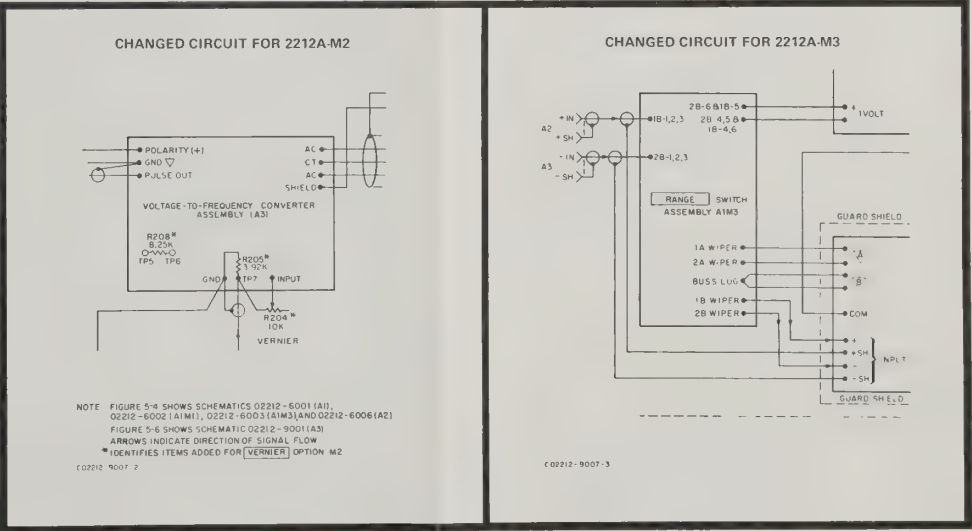 CHANGED CIRCUIT FOR 2212A-M2
POLARITY (+)
GND ▽
PULSE OUT
AC
CT
AC
SHIELD
VOLTAGE-TO-FREQUENCY CONVERTER
ASSEMBLY (A3)
R208*
8.25K
TP5 TP6
R205*
3.92K
GND TP7 INPUT
R204*
10K
VERNIER
NOTE FIGURE 5-4 SHOWS SCHEMATICS 02212-6001 (A1),
02212-6002 (A1M1), 02212-6003 (A1M3), AND 02212-6006 (A2)
FIGURE 5-6 SHOWS SCHEMATIC 02212-9001 (A3)
ARROWS INDICATE DIRECTION OF SIGNAL FLOW
* IDENTIFIES ITEMS ADDED FOR VERNIER OPTION M2
C02212-9007-2
CHANGED CIRCUIT FOR 2212A-M3
+ IN
A2
+ SH
- IN
A3
- SH
1B-1,2,3
2B-1,2,3
2B-6 & 1B-5
2B 4,5 &
1B-4,6
+
1 VOLT
-
RANGE SWITCH
ASSEMBLY A1M3
1A WIPER
2A WIPER
BUSS LUG
1B WIPER
2B WIPER
GUARD SHIELD
"A"
"B"
COM
+
+ SH
-
- SH
NPLT
GUARD SHIELD
C02212-9007-3